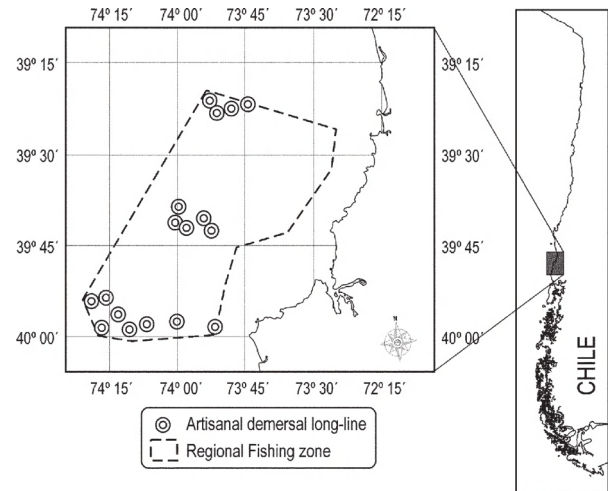 74° 15´ 74° 00´ 73° 45´ 73° 30´ 72° 15´
39° 15´ 39° 15´
39° 30´ 39° 30´
39° 45´ 39° 45´
40° 00´ 40° 00´
N
74° 15´ 74° 00´ 73° 45´ 73° 30´ 72° 15´
CHILE
Artisanal demersal long-line
Regional Fishing zone